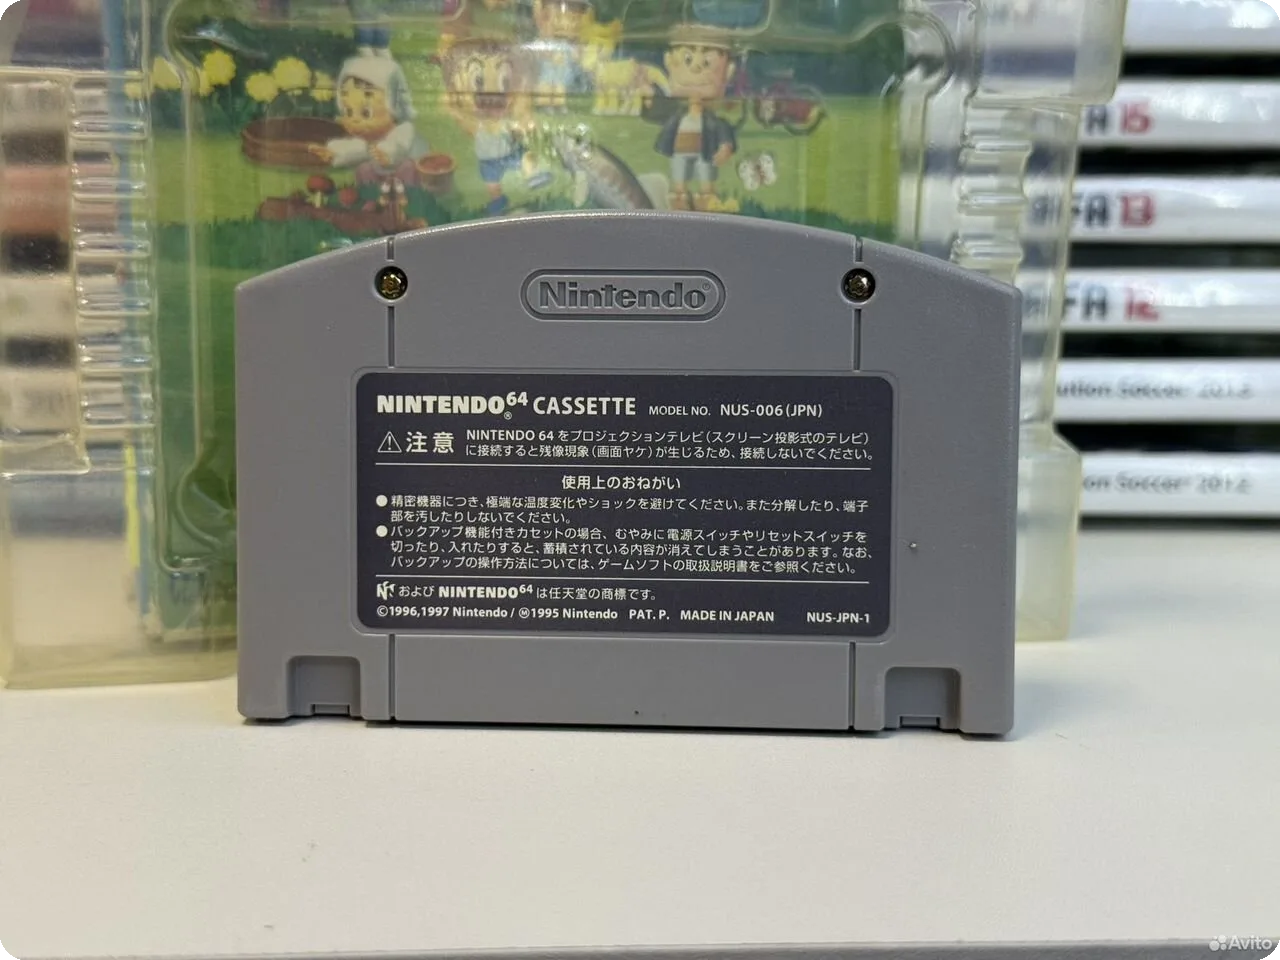 Nintendo®
NINTENDO®64 CASSETTE MODEL NO. NUS-006(JPN)
⚠注意 NINTENDO 64をプロジェクションテレビ(スクリーン投影式のテレビ)
に接続すると残像現象(画面ヤケ)が生じるため、接続しないでください。
使用上のおねがい
●精密機器につき、極端な温度変化やショックを避けてください。また分解したり、端子
部を汚したりしないでください。
●バックアップ機能付きカセットの場合、むやみに電源スイッチやリセットスイッチを
切ったり、入れたりすると、蓄積されている内容が消えてしまうことがあります。なお、
バックアップの操作方法については、ゲームソフトの取扱説明書をご参照ください。
および NINTENDO64 は任天堂の商標です。
©1996,1997 Nintendo/Ⓜ1995 Nintendo PAT. P. MADE IN JAPAN NUS-JPN-1
15
FA 13
FA 12
ution Soccer 2013
on Soccer 2012
Avito